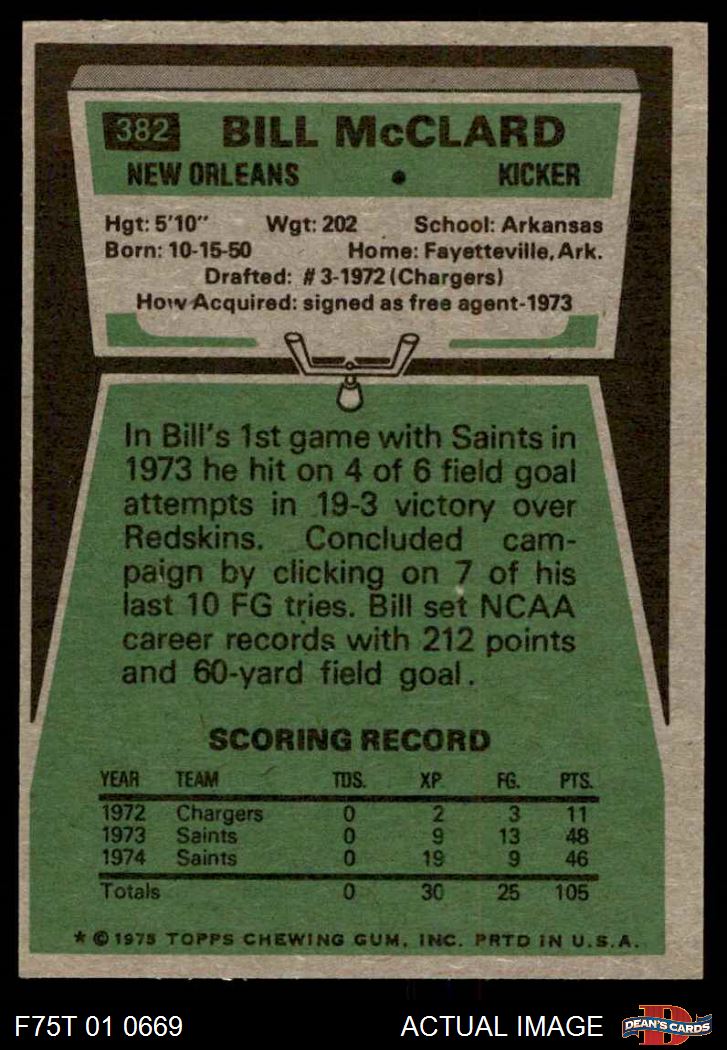 382 BILL McCLARD
NEW ORLEANS • KICKER
Hgt: 5'10" Wgt: 202 School: Arkansas
Born: 10-15-50 Home: Fayetteville, Ark.
Drafted: #3-1972 (Chargers)
How Acquired: signed as free agent-1973
In Bill's 1st game with Saints in
1973 he hit on 4 of 6 field goal
attempts in 19-3 victory over
Redskins. Concluded cam-
paign by clicking on 7 of his
last 10 FG tries. Bill set NCAA
career records with 212 points
and 60-yard field goal.
SCORING RECORD
YEAR TEAM TDS. XP FG. PTS.
1972 Chargers 0 2 3 11
1973 Saints 0 9 13 48
1974 Saints 0 19 9 46
Totals 0 30 25 105
* © 1975 TOPPS CHEWING GUM, INC. PRTD IN U.S.A.
F75T 01 0669 ACTUAL IMAGE D DEAN'S CARDS